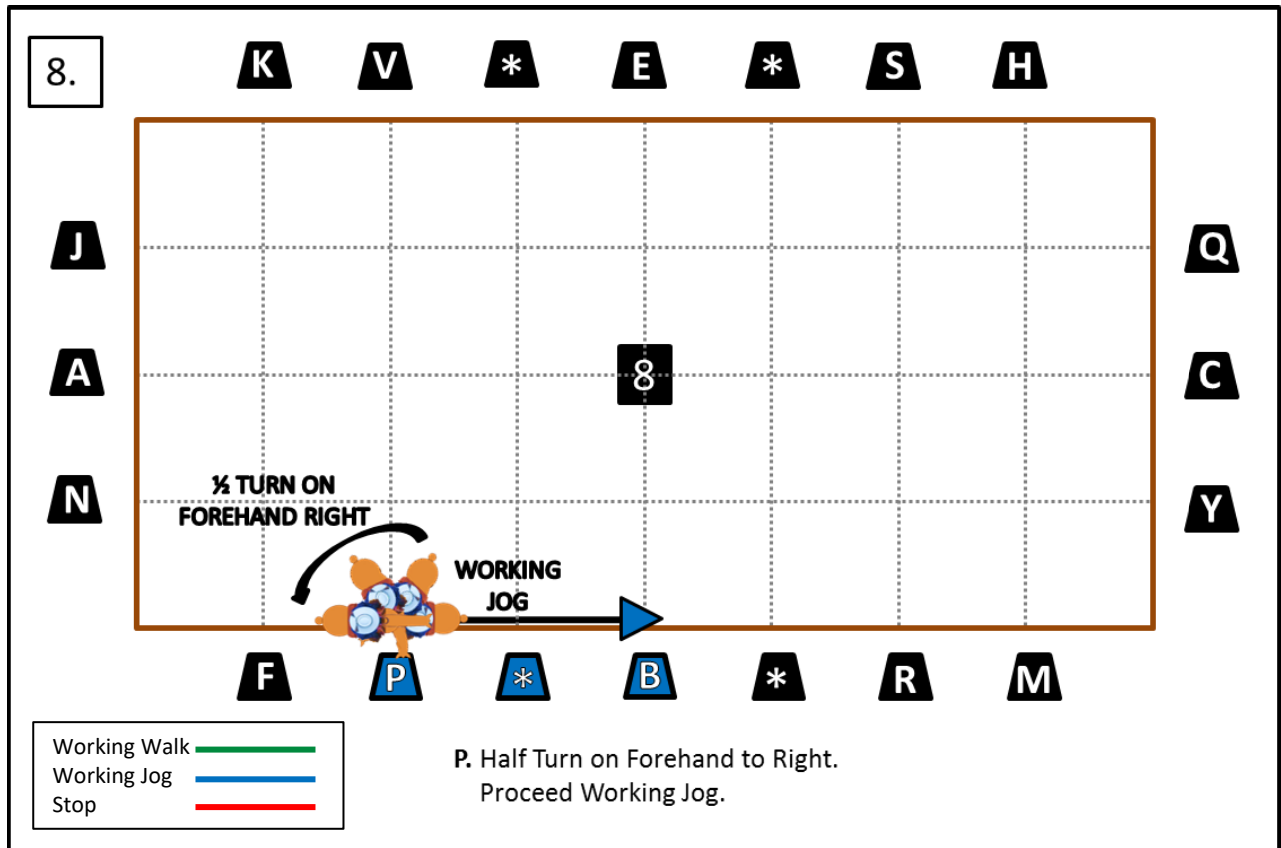 8.
K V * E * S H
J Q
A 8 C
N Y
½ TURN ON
FOREHAND RIGHT
WORKING
JOG
F P * B * R M
Working Walk
Working Jog
Stop
P. Half Turn on Forehand to Right.
Proceed Working Jog.